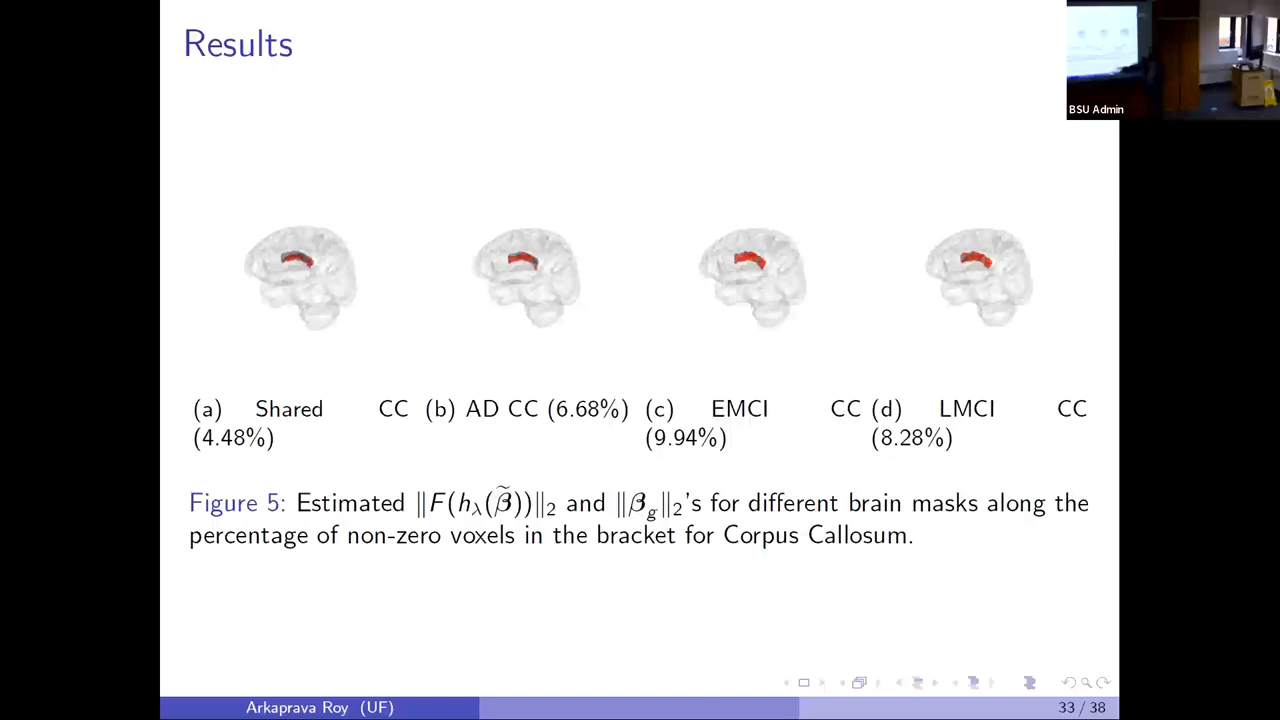 Results
BSU Admin
(a) Shared CC (4.48%)
(b) AD CC (6.68%)
(c) EMCI CC (9.94%)
(d) LMCI CC (8.28%)
Figure 5: Estimated ‖F(h_λ(β̃))‖₂ and ‖β_g‖₂'s for different brain masks along the
percentage of non-zero voxels in the bracket for Corpus Callosum.
Arkaprava Roy (UF)
33 / 38